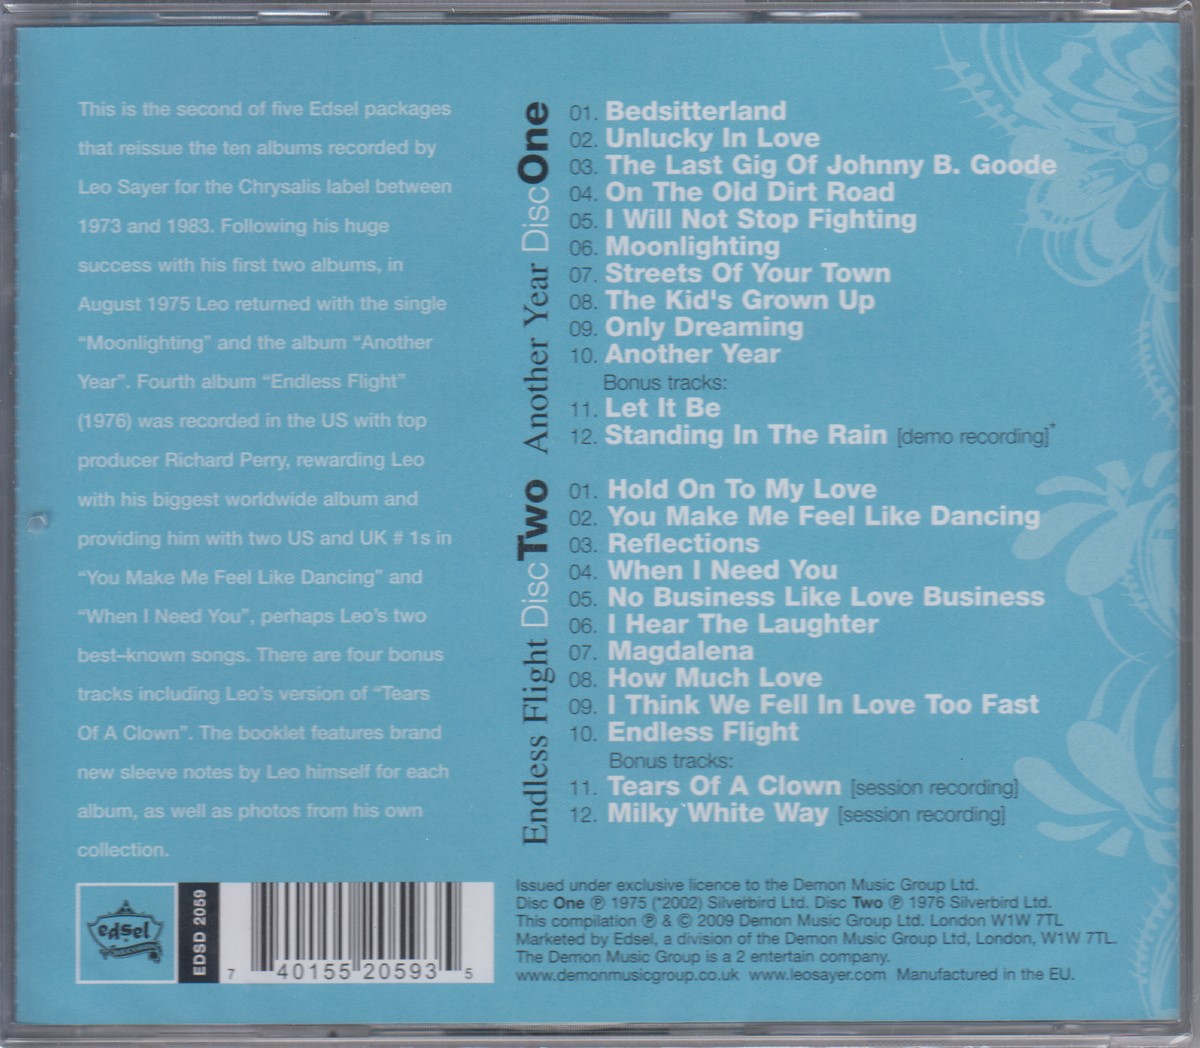 This is the second of five Edsel packages
that reissue the ten albums recorded by
Leo Sayer for the Chrysalis label between
1973 and 1983. Following his huge
success with his first two albums, in
August 1975 Leo returned with the single
“Moonlighting” and the album “Another
Year”. Fourth album “Endless Flight”
(1976) was recorded in the US with top
producer Richard Perry, rewarding Leo
with his biggest worldwide album and
providing him with two US and UK # 1s in
“You Make Me Feel Like Dancing” and
“When I Need You”, perhaps Leo’s two
best–known songs. There are four bonus
tracks including Leo’s version of “Tears
Of A Clown”. The booklet features brand
new sleeve notes by Leo himself for each
album, as well as photos from his own
collection.
Another Year DiscOne
01. Bedsitterland
02. Unlucky In Love
03. The Last Gig Of Johnny B. Goode
04. On The Old Dirt Road
05. I Will Not Stop Fighting
06. Moonlighting
07. Streets Of Your Town
08. The Kid's Grown Up
09. Only Dreaming
10. Another Year
Bonus tracks:
11. Let It Be
12. Standing In The Rain [demo recording]*
Endless Flight DiscTwo
01. Hold On To My Love
02. You Make Me Feel Like Dancing
03. Reflections
04. When I Need You
05. No Business Like Love Business
06. I Hear The Laughter
07. Magdalena
08. How Much Love
09. I Think We Fell In Love Too Fast
10. Endless Flight
Bonus tracks:
11. Tears Of A Clown [session recording]
12. Milky White Way [session recording]
edsel
EDSD 2059
7 40155 20593 5
Issued under exclusive licence to the Demon Music Group Ltd.
Disc One ℗ 1975 (*2002) Silverbird Ltd. Disc Two ℗ 1976 Silverbird Ltd.
This compilation ℗ & © 2009 Demon Music Group Ltd. London W1W 7TL
Marketed by Edsel, a division of the Demon Music Group Ltd, London, W1W 7TL.
The Demon Music Group is a 2 entertain company.
www.demonmusicgroup.co.uk www.leosayer.com Manufactured in the EU.